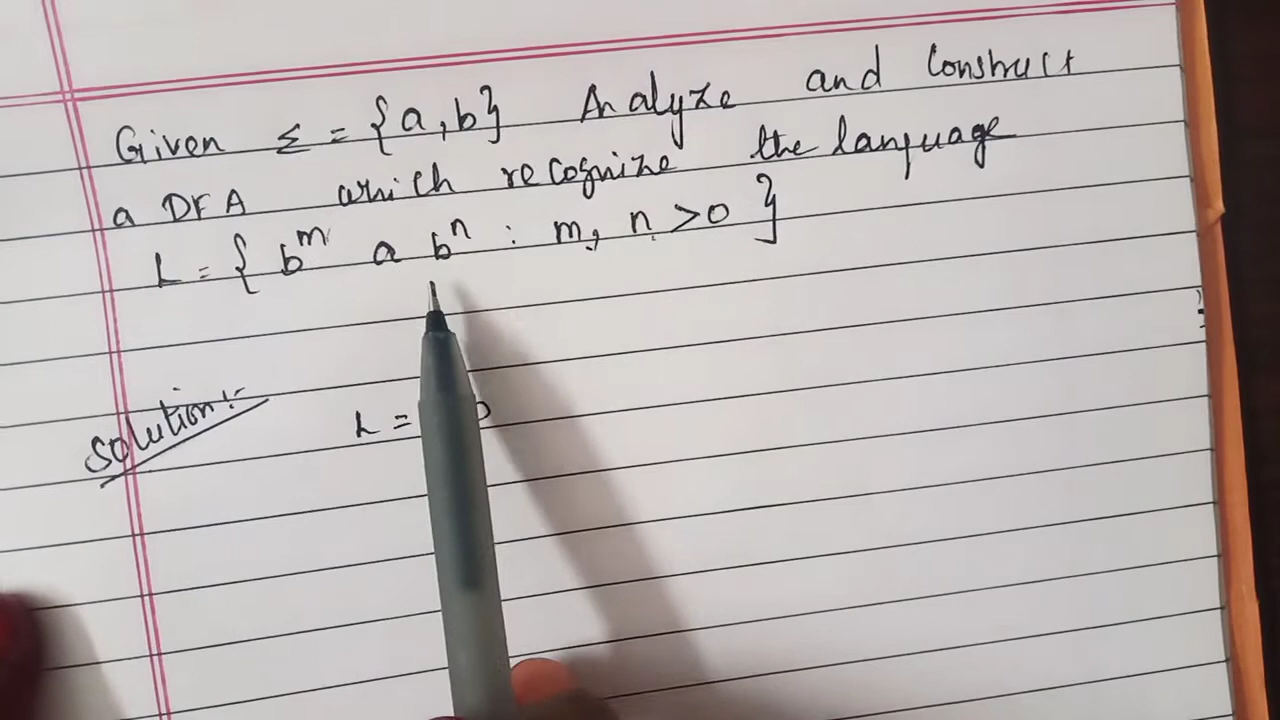 Given Σ = {a,b} Analyze and Construct
a DFA which recognize the language
L = { b^m a b^n : m, n >0 }
Solution:-
L =